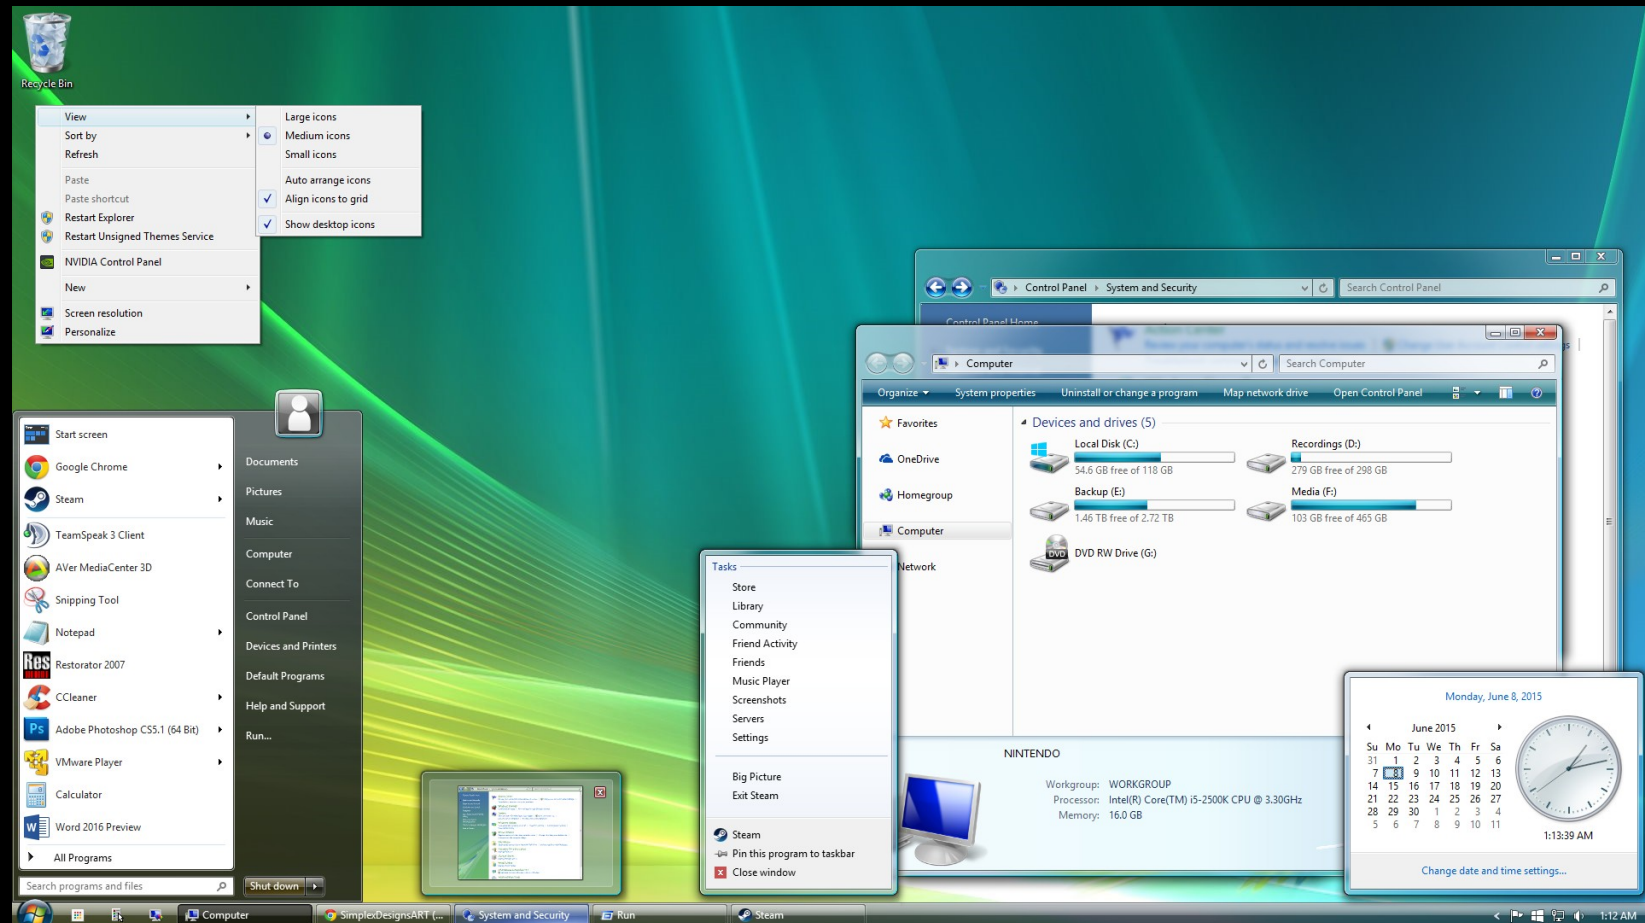 Recycle Bin
View
Sort by
Refresh
Paste
Paste shortcut
Restart Explorer
Restart Unsigned Themes Service
NVIDIA Control Panel
New
Screen resolution
Personalize
Large icons
Medium icons
Small icons
Auto arrange icons
Align icons to grid
Show desktop icons
Control Panel System and Security
Search Control Panel
Control Panel Home
Action Center
Computer
Search Computer
Organize System properties Uninstall or change a program Map network drive Open Control Panel
Favorites
OneDrive
Homegroup
Computer
Network
Devices and drives (5)
Local Disk (C:)
54.6 GB free of 118 GB
Recordings (D:)
279 GB free of 298 GB
Backup (E:)
1.46 TB free of 2.72 TB
Media (F:)
103 GB free of 465 GB
DVD
DVD RW Drive (G:)
NINTENDO
Workgroup: WORKGROUP
Processor: Intel(R) Core(TM) i5-2500K CPU @ 3.30GHz
Memory: 16.0 GB
Start screen
Google Chrome
Steam
TeamSpeak 3 Client
AVer MediaCenter 3D
Snipping Tool
Notepad
Res
Restorator 2007
CCleaner
Ps
Adobe Photoshop CS5.1 (64 Bit)
VMware Player
Calculator
W
Word 2016 Preview
All Programs
Search programs and files
Documents
Pictures
Music
Computer
Connect To
Control Panel
Devices and Printers
Default Programs
Help and Support
Run...
Shut down
Tasks
Store
Library
Community
Friend Activity
Friends
Music Player
Screenshots
Servers
Settings
Big Picture
Exit Steam
Steam
Pin this program to taskbar
Close window
Monday, June 8, 2015
June 2015
Su Mo Tu We Th Fr Sa
31 1 2 3 4 5 6
7 8 9 10 11 12 13
14 15 16 17 18 19 20
21 22 23 24 25 26 27
28 29 30 1 2 3 4
5 6 7 8 9 10 11
1:13:39 AM
Change date and time settings...
Computer
SimplexDesignsART (...
System and Security
Run
Steam
1:12 AM